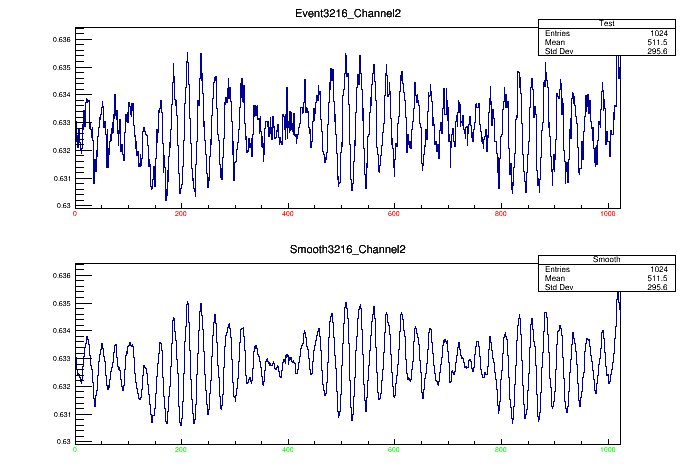 Event3216_Channel2
Test
Entries 1024
Mean 511.5
Std Dev 295.6
0.636
0.635
0.634
0.633
0.632
0.631
0.63
0 200 400 600 800 1000
Smooth3216_Channel2
Smooth
Entries 1024
Mean 511.5
Std Dev 295.6
0.636
0.635
0.634
0.633
0.632
0.631
0.63
0 200 400 600 800 1000